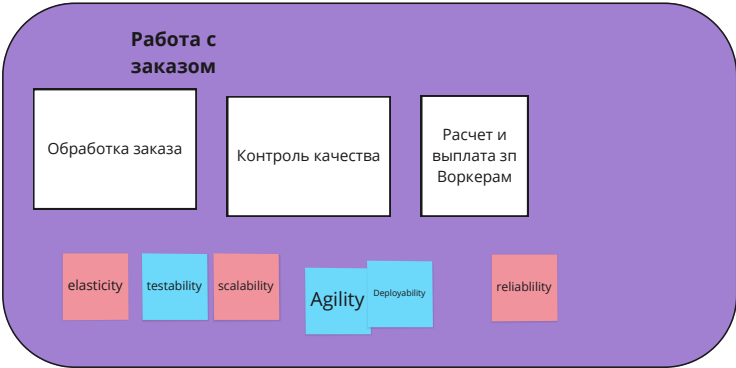 Работа с
заказом
Обработка заказа
Контроль качества
Расчет и
выплата зп
Воркерам
elasticity
testability
scalability
Agility
Deployability
reliablility